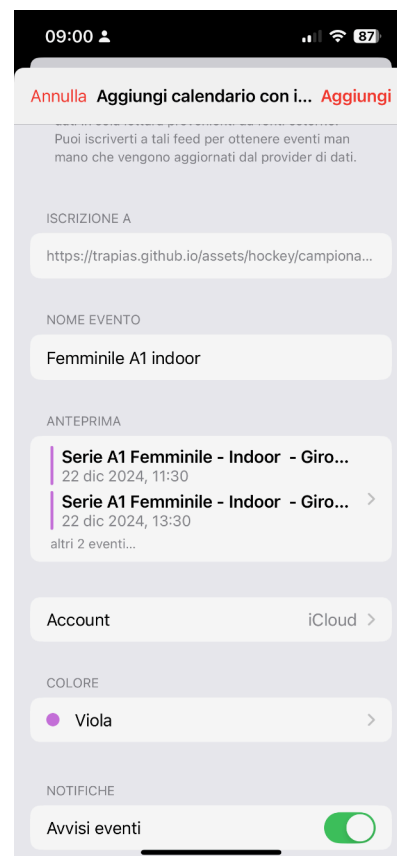 09:00
87
Annulla Aggiungi calendario con i... Aggiungi
Puoi iscriverti a tali feed per ottenere eventi man
mano che vengono aggiornati dal provider di dati.
ISCRIZIONE A
https://trapias.github.io/assets/hockey/campiona...
NOME EVENTO
Femminile A1 indoor
ANTEPRIMA
Serie A1 Femminile - Indoor - Giro...
22 dic 2024, 11:30
Serie A1 Femminile - Indoor - Giro...
22 dic 2024, 13:30
altri 2 eventi...
Account iCloud
COLORE
Viola
NOTIFICHE
Avvisi eventi